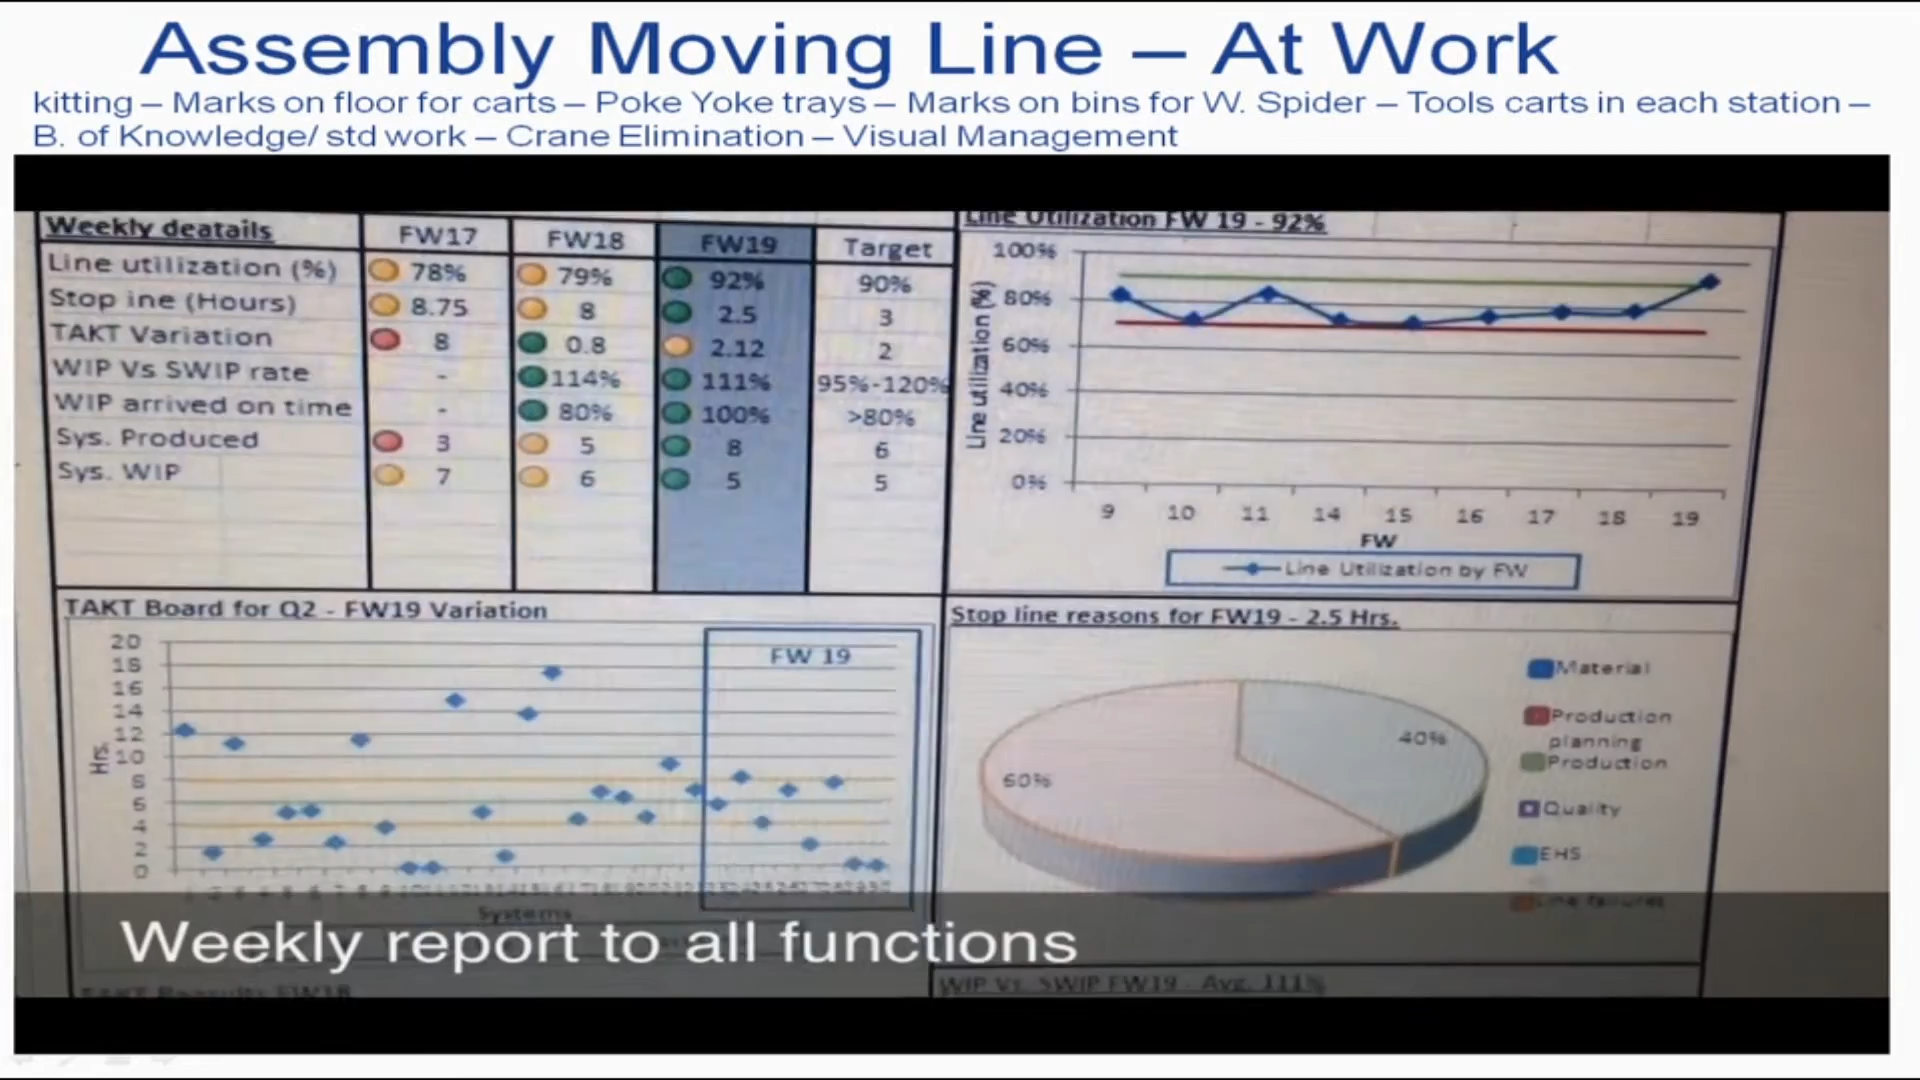 Assembly Moving Line – At Work
kitting – Marks on floor for carts – Poke Yoke trays – Marks on bins for W. Spider – Tools carts in each station –
B. of Knowledge/ std work – Crane Elimination – Visual Management
Weekly deatails FW17 FW18 FW19 Target
Line utilization (%) 78% 79% 92% 90%
Stop ine (Hours) 8.75 8 2.5 3
TAKT Variation 8 0.8 2.12 2
WIP Vs SWIP rate - 114% 111% 95%-120%
WIP arrived on time - 80% 100% >80%
Sys. Produced 3 5 8 6
Sys. WIP 7 6 5 5
Line Utilization FW 19 - 92%
Line utilization (%)
100%
80%
60%
40%
20%
0%
9 10 11 14 15 16 17 18 19
FW
Line Utilization by FW
TAKT Board for Q2 - FW19 Variation
FW 19
Hrs.
20
18
16
14
12
10
8
6
4
2
0
Systems
Stop line reasons for FW19 - 2.5 Hrs.
60%
40%
Material
Production
planning
Production
Quality
EHS
Line failures
Weekly report to all functions
WIP Vs. SWIP FW19 - Avg. 111%